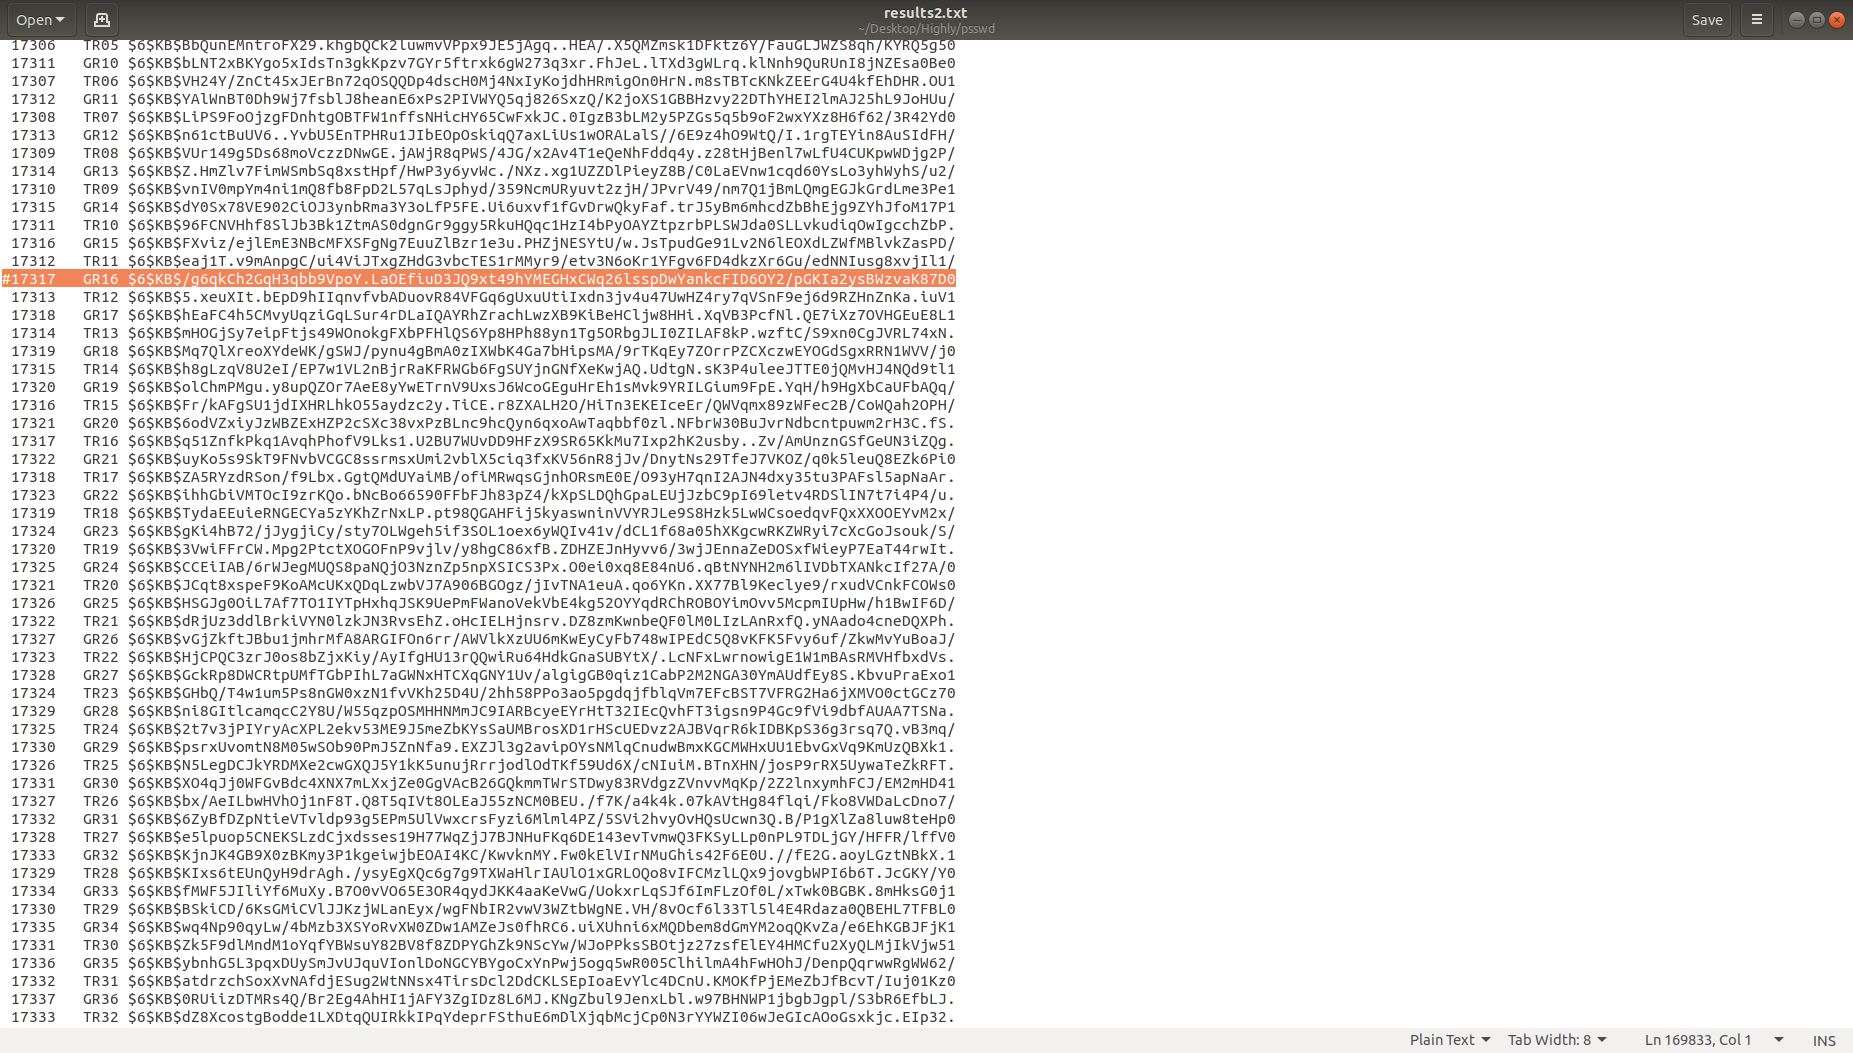 Open
results2.txt
~/Desktop/Highly/psswd
Save
17306 TR05 $6$KB$BbQunEMntroFX29.khgbQCk2luwmvVPpx9JE5jAgq..HEA/.X5QMZmsk1DFktz6Y/FauGLJWZS8qh/KYRQ5g50
17311 GR10 $6$KB$bLNT2xBKYgo5xIdsTn3gkKpzv7GYr5ftrxk6gW273q3xr.FhJeL.lTXd3gWLrq.klNnh9QuRUnI8jNZEsa0Be0
17307 TR06 $6$KB$VH24Y/ZnCt45xJErBn72qOSQQDp4dscH0Mj4NxIyKojdhHRmigOn0HrN.m8sTBTcKNkZEErG4U4kfEhDHR.OU1
17312 GR11 $6$KB$YAlWnBT0Dh9Wj7fsblJ8heanE6xPs2PIVWYQ5qj826SxzQ/K2joXS1GBBHzvy22DThYHEI2lmAJ25hL9JoHUu/
17308 TR07 $6$KB$LiPS9FoOjzgFDnhtgOBTFW1nffsNHicHY65CwFxkJC.0IgzB3bLM2y5PZGs5q5b9oF2wxYXz8H6f62/3R42Yd0
17313 GR12 $6$KB$n61ctBuUV6..YvbU5EnTPHRu1JIbEOpOskiqQ7axLiUs1wORALalS//6E9z4hO9WtQ/I.1rgTEYin8AuSIdFH/
17309 TR08 $6$KB$VUr149g5Ds68moVczzDNwGE.jAWjR8qPWS/4JG/x2Av4T1eQeNhFddq4y.z28tHjBenl7wLfU4CUKpwWDjg2P/
17314 GR13 $6$KB$Z.HmZlv7FimWSmbSq8xstHpf/HwP3y6yvWc./NXz.xg1UZZDlPieyZ8B/C0LaEVnw1cqd60YsLo3yhWyhS/u2/
17310 TR09 $6$KB$vnIV0mpYm4ni1mQ8fb8FpD2L57qLsJphyd/359NcmURyuvt2zjH/JPvrV49/nm7Q1jBmLQmgEGJkGrdLme3Pe1
17315 GR14 $6$KB$dY0Sx78VE902CiOJ3ynbRma3Y3oLfP5FE.Ui6uxvf1fGvDrwQkyFaf.trJ5yBm6mhcdZbBhEjg9ZYhJfoM17P1
17311 TR10 $6$KB$96FCNVHhf8SlJb3Bk1ZtmAS0dgnGr9ggy5RkuHQqc1HzI4bPyOAYZtpzrbPLSWJda0SLLvkudiqOwIgcchZbP.
17316 GR15 $6$KB$FXviz/ejlEmE3NBcMFXSFgNg7EuuZlBzr1e3u.PHZjNESYtU/w.JsTpudGe91Lv2N6lEOXdLZWfMBlvkZasPD/
17312 TR11 $6$KB$eaj1T.v9mAnpgC/ui4ViJTxgZHdG3vbcTES1rMMyr9/etv3N6oKr1YFgv6FD4dkzXr6Gu/edNNIusg8xvjIl1/
#17317 GR16 $6$KB$/g6qkCh2GqH3qbb9VpoY.LaOEfiuD3JQ9xt49hYMEGHxCWq26lsspDwYankcFID6OY2/pGKIa2ysBWzvaK87D0
17313 TR12 $6$KB$5.xeuXIt.bEpD9hIIqnvfvbADuovR84VFGq6gUxuUtiIxdn3jv4u47UwHZ4ry7qVSnF9ej6d9RZHnZnKa.iuV1
17318 GR17 $6$KB$hEaFC4h5CMvyUqziGqLSur4rDLaIQAYRhZrachLwzXB9KiBeHCljw8HHi.XqVB3PcfNl.QE7iXz7OVHGEuE8L1
17314 TR13 $6$KB$mHOGjSy7eipFtjs49WOnokgFXbPFHlQS6Yp8HPh88yn1Tg5ORbgJLI0ZILAF8kP.wzftC/S9xn0CgJVRL74xN.
17319 GR18 $6$KB$Mq7QlXreoXYdeWK/gSWJ/pynu4gBmA0zIXWbK4Ga7bHipsMA/9rTKqEy7ZOrrPZCXczwEYOGdSgxRRN1WVV/j0
17315 TR14 $6$KB$h8gLzqV8U2eI/EP7w1VL2nBjrRaKFRWGb6FgSUYjnGNfXeKwjAQ.UdtgN.sK3P4uleeJTTE0jQMvHJ4NQd9tl1
17320 GR19 $6$KB$olChmPMgu.y8upQZOr7AeE8yYwETrnV9UxsJ6WcoGEguHrEh1sMvk9YRILGium9FpE.YqH/h9HgXbCaUFbAQq/
17316 TR15 $6$KB$Fr/kAFgSU1jdIXHRLhkO55aydzc2y.TiCE.r8ZXALH2O/HiTn3EKEIceEr/QWVqmx89zWFec2B/CoWQah2OPH/
17321 GR20 $6$KB$6odVZxiyJzWBZExHZP2cSXc38vxPzBLnc9hcQyn6qxoAwTaqbbf0zl.NFbrW30BuJvrNdbcntpuwm2rH3C.fS.
17317 TR16 $6$KB$q51ZnfkPkq1AvqhPhofV9Lks1.U2BU7WUvDD9HFzX9SR65KkMu7Ixp2hK2usby..Zv/AmUnznGSfGeUN3iZQg.
17322 GR21 $6$KB$uyKo5s9SkT9FNvbVCGC8ssrmsxUmi2vblX5ciq3fxKV56nR8jJv/DnytNs29TfeJ7VKOZ/q0k5leuQ8EZk6Pi0
17318 TR17 $6$KB$ZA5RYzdRSon/f9Lbx.GgtQMdUYaiMB/ofiMRwqsGjnhORsmE0E/O93yH7qnI2AJN4dxy35tu3PAFsl5apNaAr.
17323 GR22 $6$KB$ihhGbiVMTOcI9zrKQo.bNcBo66590FFbFJh83pZ4/kXpSLDQhGpaLEUjJzbC9pI69letv4RDSlIN7t7i4P4/u.
17319 TR18 $6$KB$TydaEEuieRNGECYa5zYKhZrNxLP.pt98QGAHFij5kyaswninVVYRJLe9S8Hzk5LwWCsoedqvFQxXXOOEYvM2x/
17324 GR23 $6$KB$gKi4hB72/jJygjiCy/sty7OLWgeh5if3SOL1oex6yWQIv41v/dCL1f68a05hXKgcwRKZWRyi7cXcGoJsouk/S/
17320 TR19 $6$KB$3VwiFFrCW.Mpg2PtctXOGOFnP9vjlv/y8hgC86xfB.ZDHZEJnHyvv6/3wjJEnnaZeDOSxfWieyP7EaT44rwIt.
17325 GR24 $6$KB$CCEiIAB/6rWJegMUQS8paNQjO3NznZp5npXSICS3Px.O0ei0xq8E84nU6.qBtNYNH2m6lIVDbTXANkcIf27A/0
17321 TR20 $6$KB$JCqt8xspeF9KoAMcUKxQDqLzwbVJ7A906BGOgz/jIvTNA1euA.qo6YKn.XX77Bl9Keclye9/rxudVCnkFCOWs0
17326 GR25 $6$KB$HSGJg0OiL7Af7TO1IYTpHxhqJSK9UePmFWanoVekVbE4kg52OYYqdRChROBOYimOvv5McpmIUpHw/h1BwIF6D/
17322 TR21 $6$KB$dRjUz3ddlBrkiVYN0lzkJN3RvsEhZ.oHcIELHjnsrv.DZ8zmKwnbeQF0lM0LIzLAnRxfQ.yNAado4cneDQXPh.
17327 GR26 $6$KB$vGjZkftJBbu1jmhrMfA8ARGIFOn6rr/AWVlkXzUU6mKwEyCyFb748wIPEdC5Q8vKFK5Fvy6uf/ZkwMvYuBoaJ/
17323 TR22 $6$KB$HjCPQC3zrJ0os8bZjxKiy/AyIfgHU13rQQwiRu64HdkGnaSUBYtX/.LcNFxLwrnowigE1W1mBAsRMVHfbxdVs.
17328 GR27 $6$KB$GckRp8DWCRtpUMfTGbPIhL7aGWNxHTCXqGNY1Uv/algigGB0qiz1CabP2M2NGA30YmAUdfEy8S.KbvuPraExo1
17324 TR23 $6$KB$GHbQ/T4w1um5Ps8nGW0xzN1fvVKh25D4U/2hh58PPo3ao5pgdqjfblqVm7EFcBST7VFRG2Ha6jXMVO0ctGCz70
17329 GR28 $6$KB$ni8GItlcamqcC2Y8U/W55qzpOSMHHNMmJC9IARBcyeEYrHtT32IEcQvhFT3igsn9P4Gc9fVi9dbfAUAA7TSNa.
17325 TR24 $6$KB$2t7v3jPIYryAcXPL2ekv53ME9J5meZbKYsSaUMBrosXD1rHScUEDvz2AJBVqrR6kIDBKpS36g3rsq7Q.vB3mq/
17330 GR29 $6$KB$psrxUvomtN8M05wSOb90PmJ5ZnNfa9.EXZJl3g2avipOYsNMlqCnudwBmxKGCMWHxUU1EbvGxVq9KmUzQBXk1.
17326 TR25 $6$KB$N5LegDCJkYRDMXe2cwGXQJ5Y1kK5unujRrrjodlOdTKf59Ud6X/cNIuiM.BTnXHN/josP9rRX5UywaTeZkRFT.
17331 GR30 $6$KB$XO4qJj0WFGvBdc4XNX7mLXxjZe0GgVAcB26GQkmmTWrSTDwy83RVdgzZVnvvMqKp/2Z2lnxymhFCJ/EM2mHD41
17327 TR26 $6$KB$bx/AeILbwHVhOj1nF8T.Q8T5qIVt8OLEaJ55zNCM0BEU./f7K/a4k4k.07kAVtHg84flqi/Fko8VWDaLcDno7/
17332 GR31 $6$KB$6ZyBfDZpNtieVTvldp93g5EPm5UlVwxcrsFyzi6Mlml4PZ/5SVi2hvyOvHQsUcwn3Q.B/P1gXlZa8luw8teHp0
17328 TR27 $6$KB$e5lpuop5CNEKSLzdCjxdsses19H77WqZjJ7BJNHuFKq6DE143evTvmwQ3FKSyLLp0nPL9TDLjGY/HFFR/lffV0
17333 GR32 $6$KB$KjnJK4GB9X0zBKmy3P1kgeiwjbEOAI4KC/KwvknMY.Fw0kElVIrNMuGhis42F6E0U.//fE2G.aoyLGztNBkX.1
17329 TR28 $6$KB$KIxs6tEUnQyH9drAgh./ysyEgXQc6g7g9TXWaHlrIAUlO1xGRLOQo8vIFCMzlLQx9jovgbWPI6b6T.JcGKY/Y0
17334 GR33 $6$KB$fMWF5JIliYf6MuXy.B7O0vVO65E3OR4qydJKK4aaKeVwG/UokxrLqSJf6ImFLzOf0L/xTwk0BGBK.8mHksG0j1
17330 TR29 $6$KB$BSkiCD/6KsGMiCVlJJKzjWLanEyx/wgFNbIR2vwV3WZtbWgNE.VH/8vOcf6l33Tl5l4E4Rdaza0QBEHL7TFBL0
17335 GR34 $6$KB$wq4Np90qyLw/4bMzb3XSYoRvXW0ZDw1AMZeJs0fhRC6.uiXUhni6xMQDbem8dGmYM2oqQKvZa/e6EhKGBJFjK1
17331 TR30 $6$KB$Zk5F9dlMndM1oYqfYBWsuY82BV8f8ZDPYGhZk9NScYw/WJoPPksSBOtjz27zsfElEY4HMCfu2XyQLMjIkVjw51
17336 GR35 $6$KB$ybnhG5L3pqxDUySmJvUJquVIonlDoNGCYBYgoCxYnPwj5ogq5wR005ClhilmA4hFwHOhJ/DenpQqrwwRgWW62/
17332 TR31 $6$KB$atdrzchSoxXvNAfdjESug2WtNNsx4TirsDcl2DdCKLSEpIoaEvYlc4DCnU.KMOKfPjEMeZbJfBcvT/Iuj01Kz0
17337 GR36 $6$KB$0RUiizDTMRs4Q/Br2Eg4AhHI1jAFY3ZgIDz8L6MJ.KNgZbul9JenxLbl.w97BHNWP1jbgbJgpl/S3bR6EfbLJ.
17333 TR32 $6$KB$dZ8XcostgBodde1LXDtqQUIRkkIPqYdeprFSthuE6mDlXjqbMcjCp0N3rYYWZI06wJeGIcAOoGsxkjc.EIp32.
Plain Text
Tab Width: 8
Ln 169833, Col 1
INS